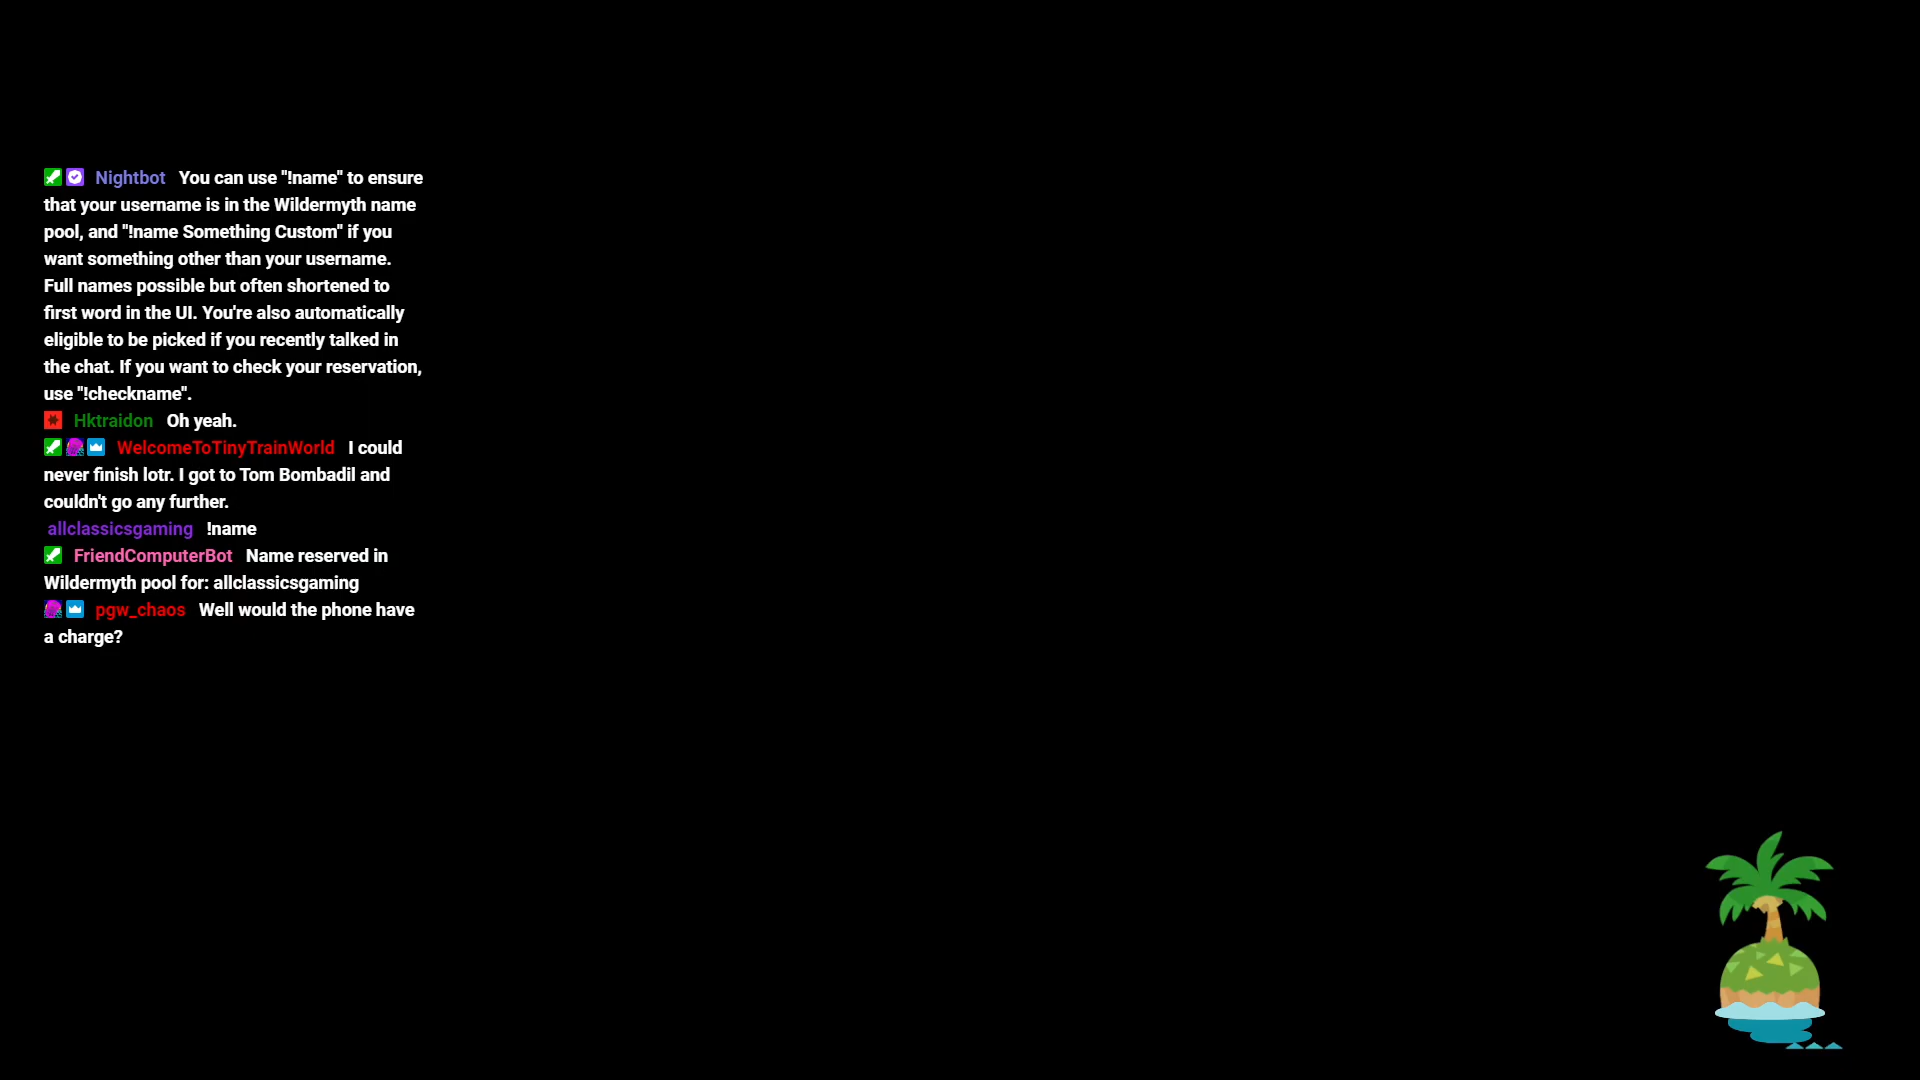 Nightbot You can use "!name" to ensure
that your username is in the Wildermyth name
pool, and "!name Something Custom" if you
want something other than your username.
Full names possible but often shortened to
first word in the UI. You're also automatically
eligible to be picked if you recently talked in
the chat. If you want to check your reservation,
use "!checkname".
Hktraidon Oh yeah.
WelcomeToTinyTrainWorld I could
never finish lotr. I got to Tom Bombadil and
couldn't go any further.
allclassicsgaming !name
FriendComputerBot Name reserved in
Wildermyth pool for: allclassicsgaming
pgw_chaos Well would the phone have
a charge?